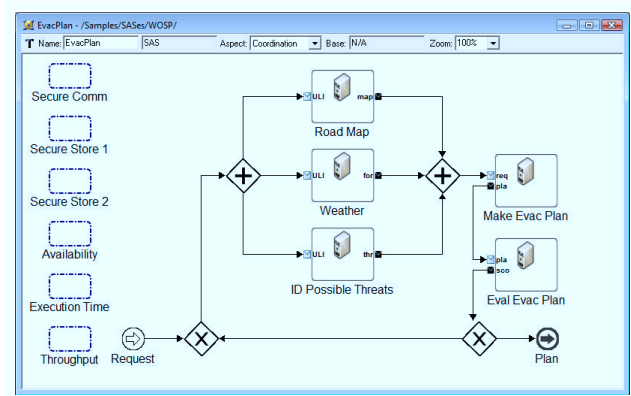 EvacPlan - /Samples/SASes/WOSP/
T Name: EvacPlan SAS Aspect: Coordination Base: N/A Zoom: 100%
Secure Comm
Secure Store 1
Secure Store 2
Availability
Execution Time
Throughput
Request
ULI map
Road Map
ULI for
Weather
ULI thr
ID Possible Threats
req
pla
Make Evac Plan
pla
sco
Eval Evac Plan
X
X
Plan